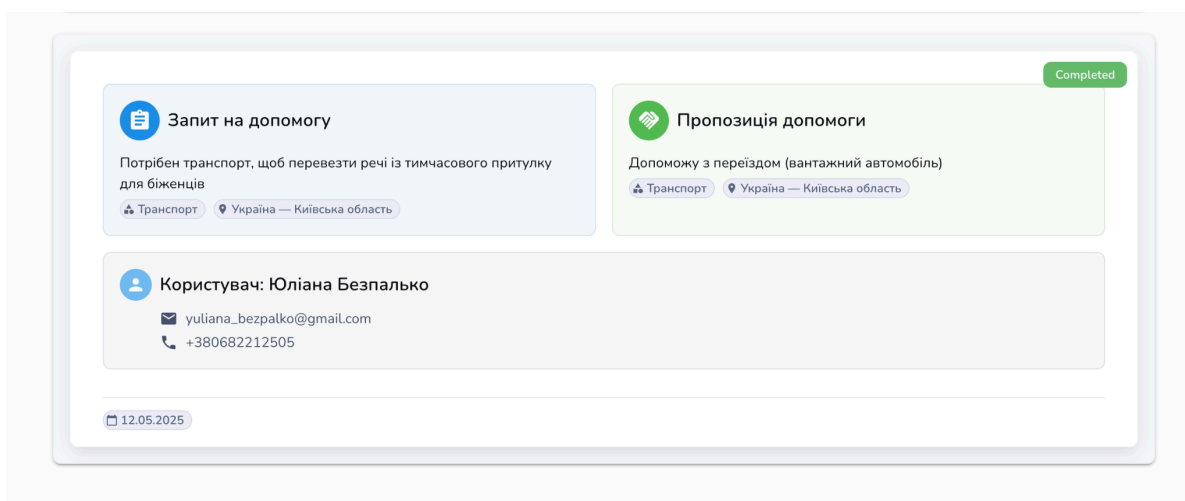 Completed
Запит на допомогу
Потрібен транспорт, щоб перевезти речі із тимчасового притулку
для біженців
Транспорт
Україна — Київська область
Пропозиція допомоги
Допоможу з переїздом (вантажний автомобіль)
Транспорт
Україна — Київська область
Користувач: Юліана Безпалько
yuliana_bezpalko@gmail.com
+380682212505
12.05.2025